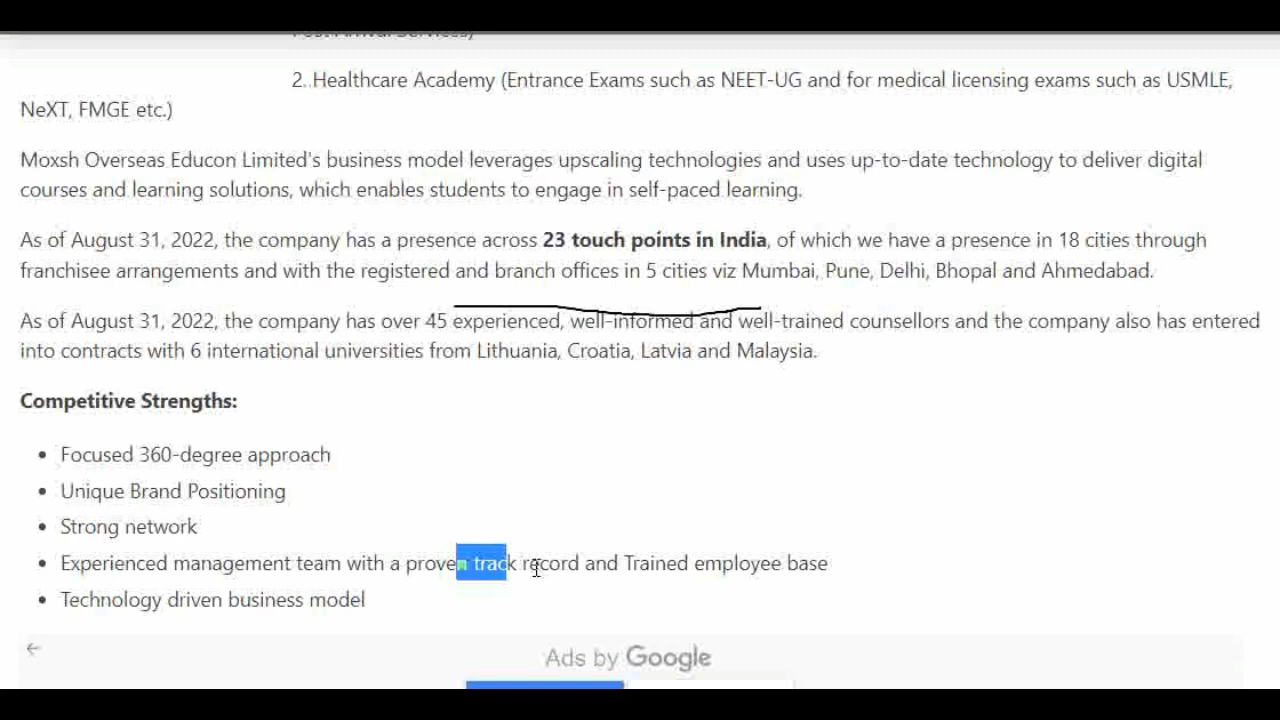 2. Healthcare Academy (Entrance Exams such as NEET-UG and for medical licensing exams such as USMLE,
NeXT, FMGE etc.)
Moxsh Overseas Educon Limited's business model leverages upscaling technologies and uses up-to-date technology to deliver digital
courses and learning solutions, which enables students to engage in self-paced learning.
As of August 31, 2022, the company has a presence across 23 touch points in India, of which we have a presence in 18 cities through
franchisee arrangements and with the registered and branch offices in 5 cities viz Mumbai, Pune, Delhi, Bhopal and Ahmedabad.
As of August 31, 2022, the company has over 45 experienced, well-informed and well-trained counsellors and the company also has entered
into contracts with 6 international universities from Lithuania, Croatia, Latvia and Malaysia.
Competitive Strengths:
• Focused 360-degree approach
• Unique Brand Positioning
• Strong network
• Experienced management team with a proven track record and Trained employee base
• Technology driven business model
Ads by Google